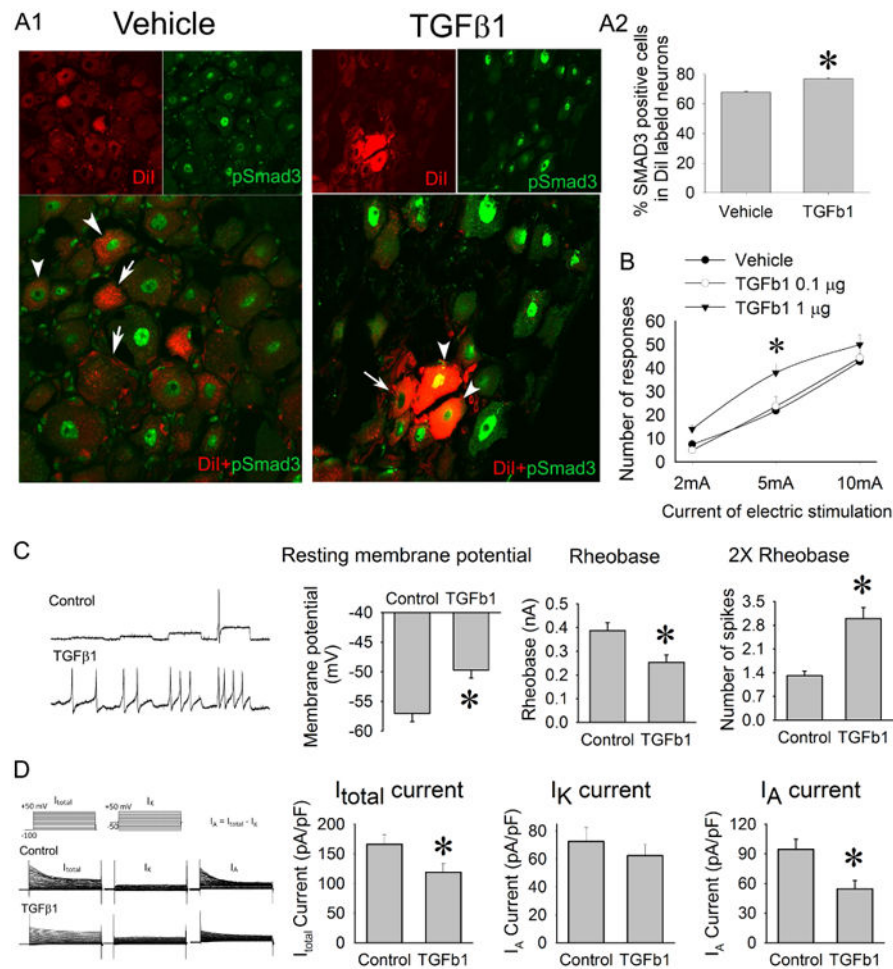 A1
Vehicle
TGFβ1
DiI
pSmad3
DiI
pSmad3
DiI+pSmad3
DiI+pSmad3
A2
% SMAD3 positive cells
in DiI labeld neurons
80
60
40
20
0
*
Vehicle
TGFb1
B
Vehicle
TGFb1 0.1 µg
TGFb1 1 µg
Number of responses
60
50
40
30
20
10
0
*
2mA
5mA
10mA
Current of electric stimulation
C
Control
TGFβ1
Resting membrane potential
Control TGFb1
Membrane potential
(mV)
-40
-45
-50
-55
-60
*
Rheobase
Rheobase (nA)
0.5
0.4
0.3
0.2
0.1
0.0
*
Control TGFb1
2X Rheobase
Number of spikes
3.5
2.8
2.1
1.4
0.7
0.0
*
Control TGFb1
D
+50 mV
Itotal
-100
+50 mV
IK
-50
IA = Itotal - IK
Control
Itotal
IK
IA
TGFβ1
Itotal current
Itotal Current (pA/pF)
200
150
100
50
0
*
Control TGFb1
IK current
IA Current (pA/pF)
80
60
40
20
0
Control TGFb1
IA current
IA Current (pA/pF)
120
90
60
30
0
*
Control TGFb1